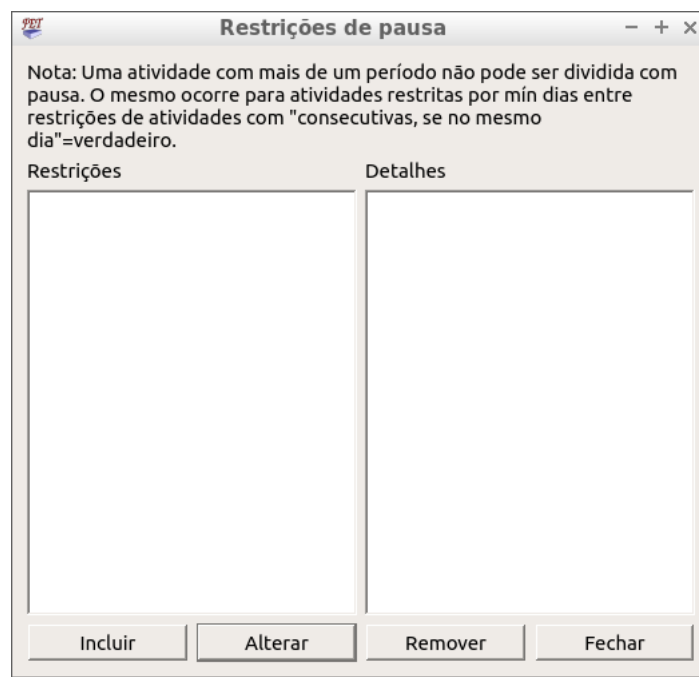 FET
Restrições de pausa
Nota: Uma atividade com mais de um período não pode ser dividida com
pausa. O mesmo ocorre para atividades restritas por mín dias entre
restrições de atividades com "consecutivas, se no mesmo
dia"=verdadeiro.
Restrições
Detalhes
Incluir
Alterar
Remover
Fechar